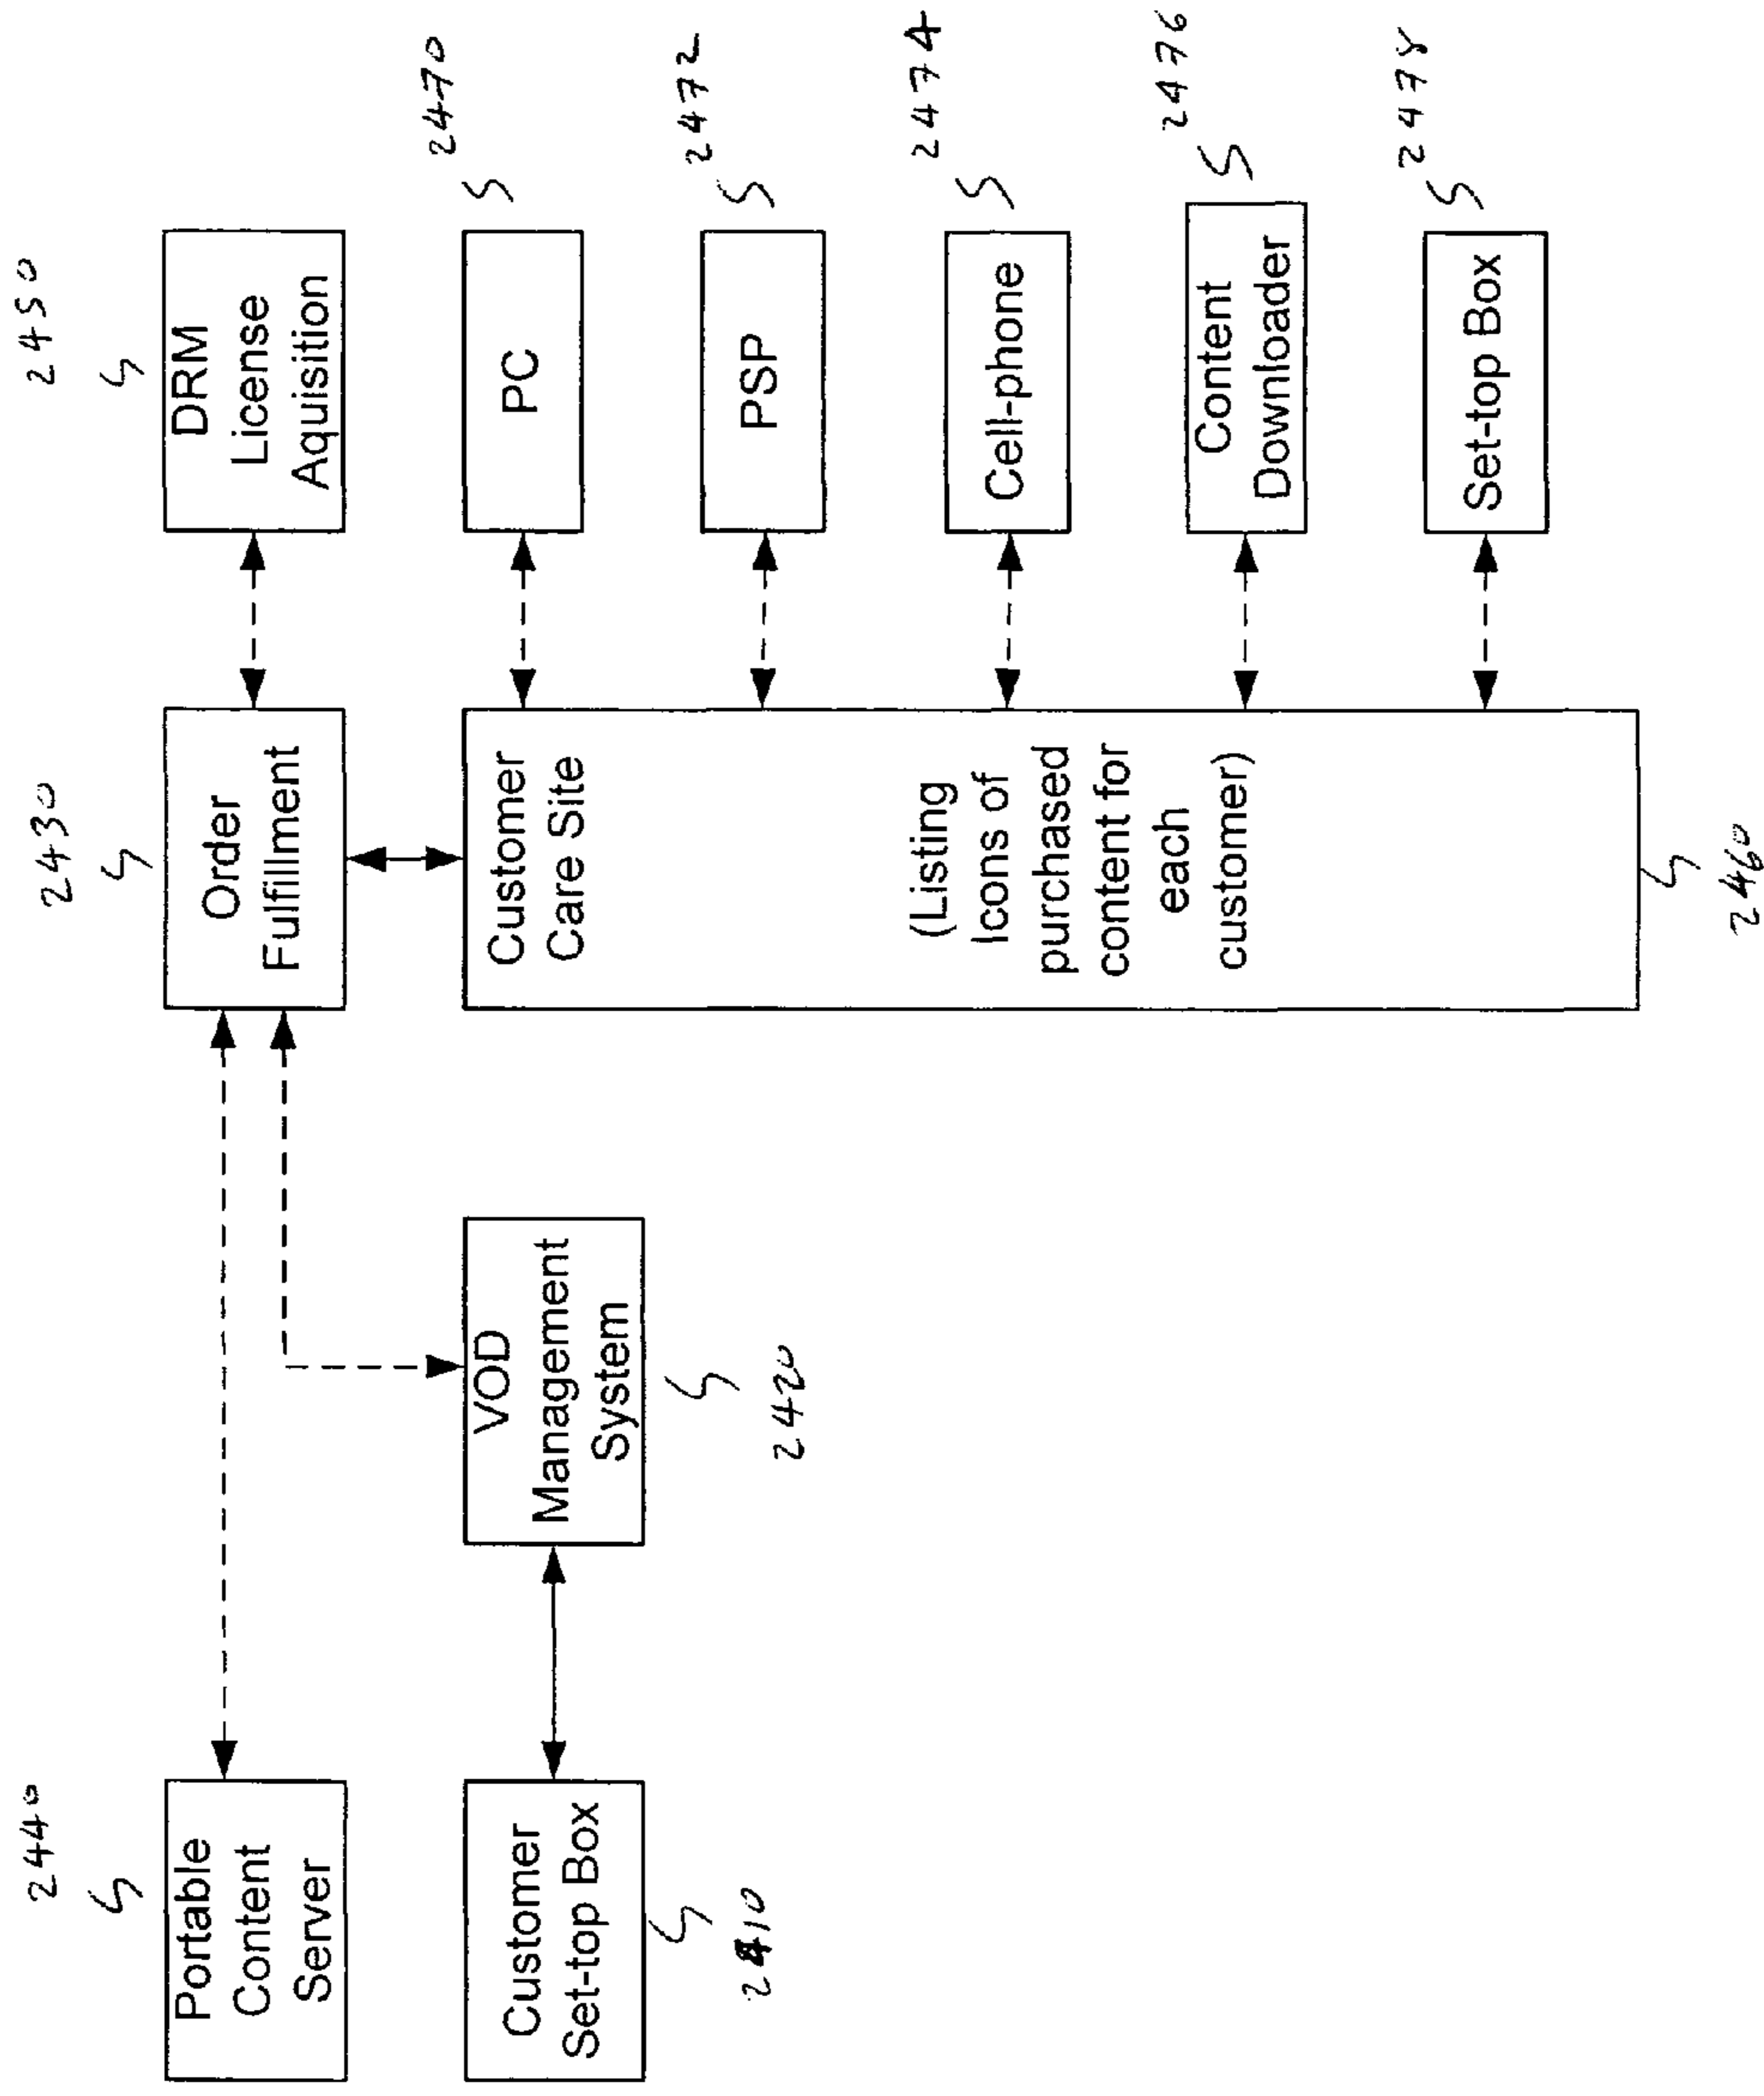 2440
2430
2450
Portable
Content
Server
Order
Fulfillment
DRM
License
Aquisition
2470
Customer
Set-top Box
2410
VOD
Management
System
2420
Customer
Care Site
(Listing
Icons of
purchased
content for
each
customer)
2460
PC
2472
PSP
2474
Cell-phone
2476
Content
Downloader
2478
Set-top Box